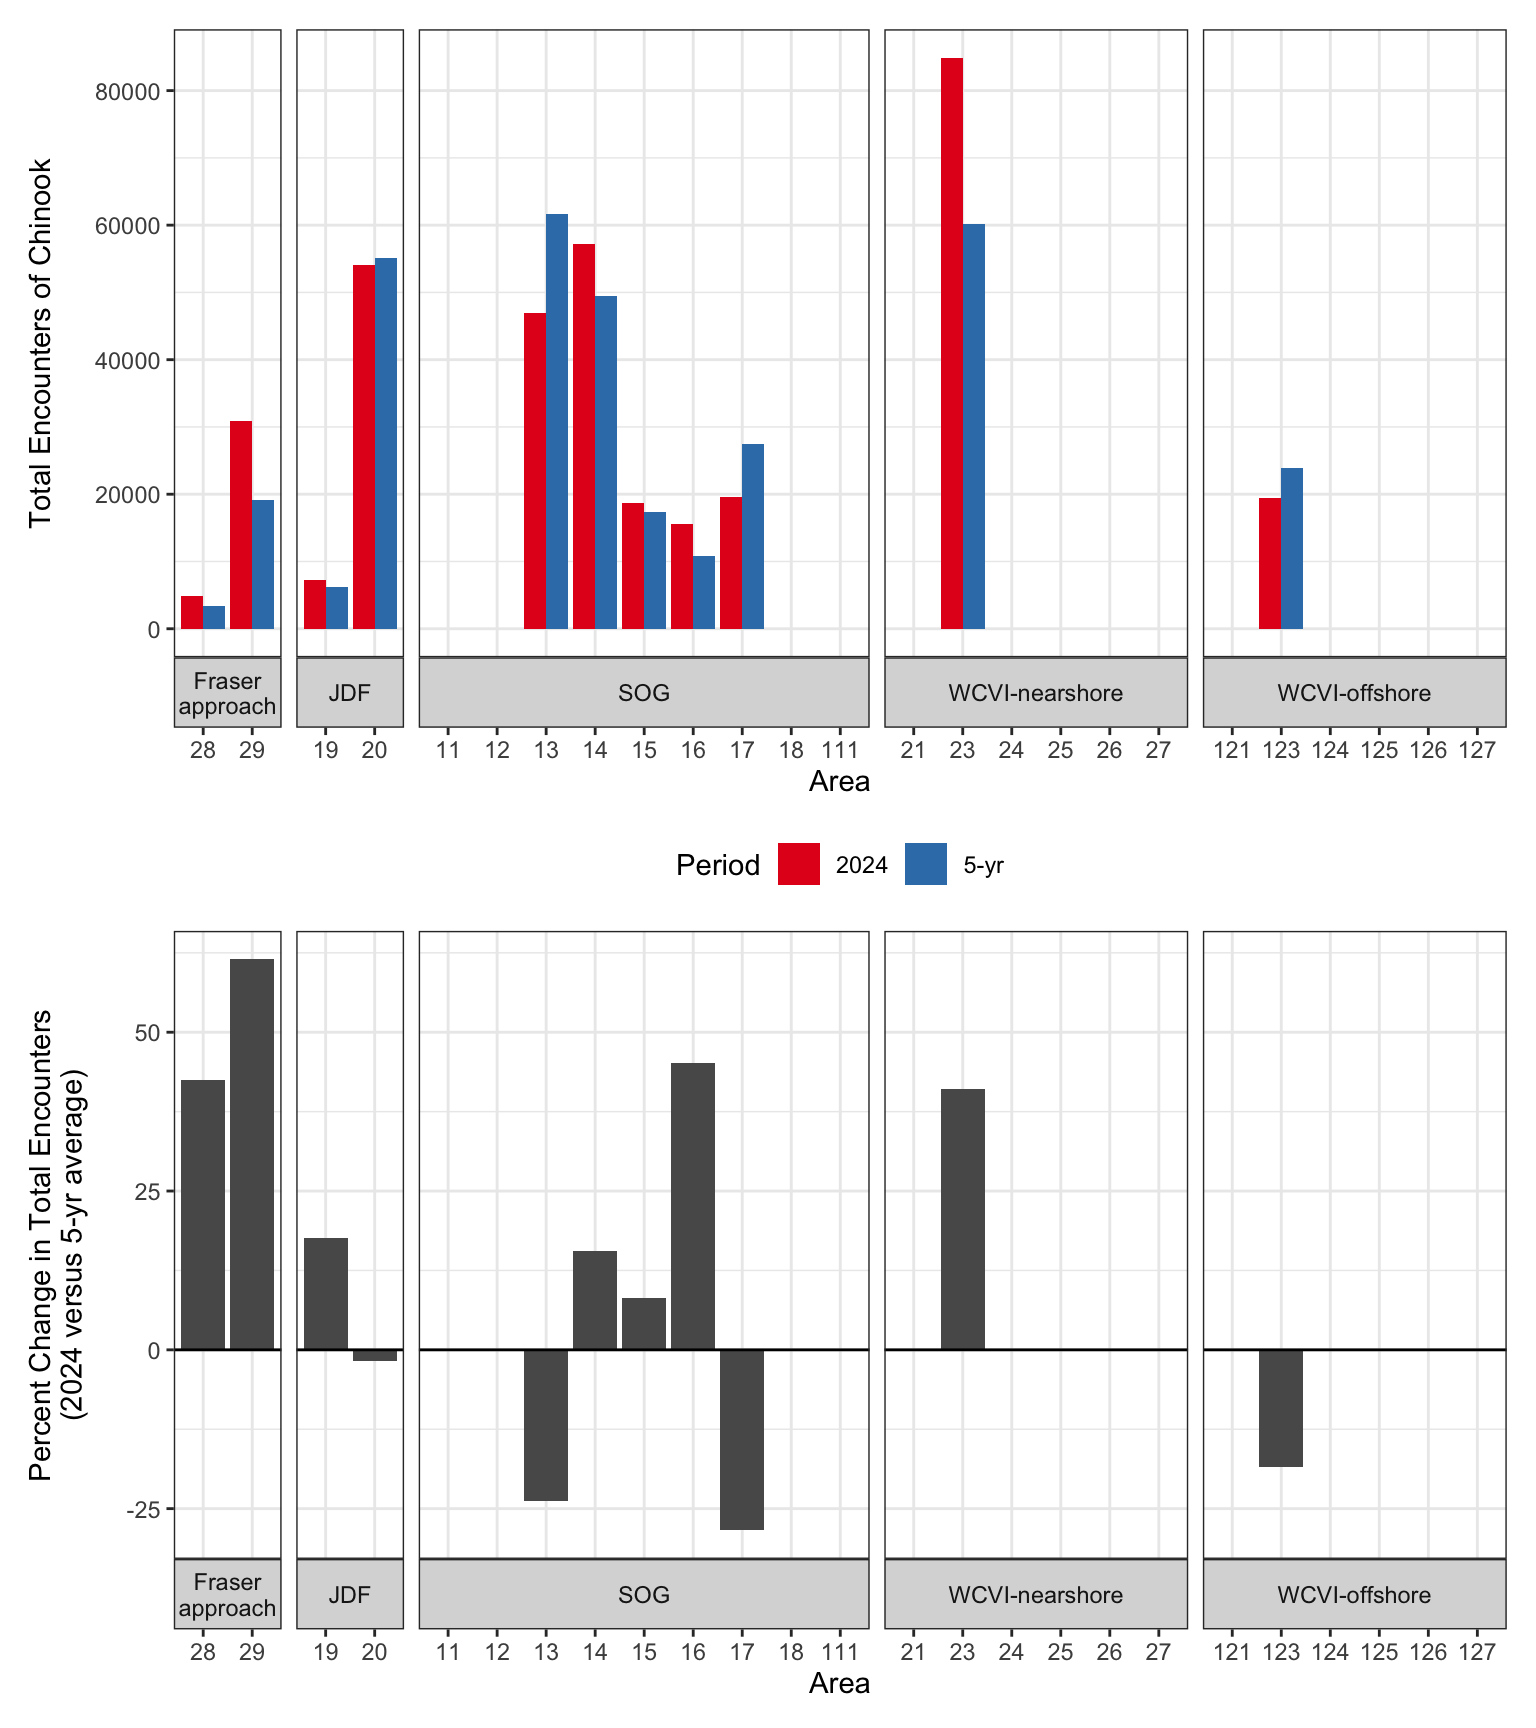 Total Encounters of Chinook
80000
60000
40000
20000
0
Fraser
approach
JDF
SOG
WCVI-nearshore
WCVI-offshore
28 29 19 20 11 12 13 14 15 16 17 18 111 21 23 24 25 26 27 121 123 124 125 126 127
Area
Period 2024 5-yr
Percent Change in Total Encounters
(2024 versus 5-yr average)
50
25
0
-25
Fraser
approach
JDF
SOG
WCVI-nearshore
WCVI-offshore
28 29 19 20 11 12 13 14 15 16 17 18 111 21 23 24 25 26 27 121 123 124 125 126 127
Area